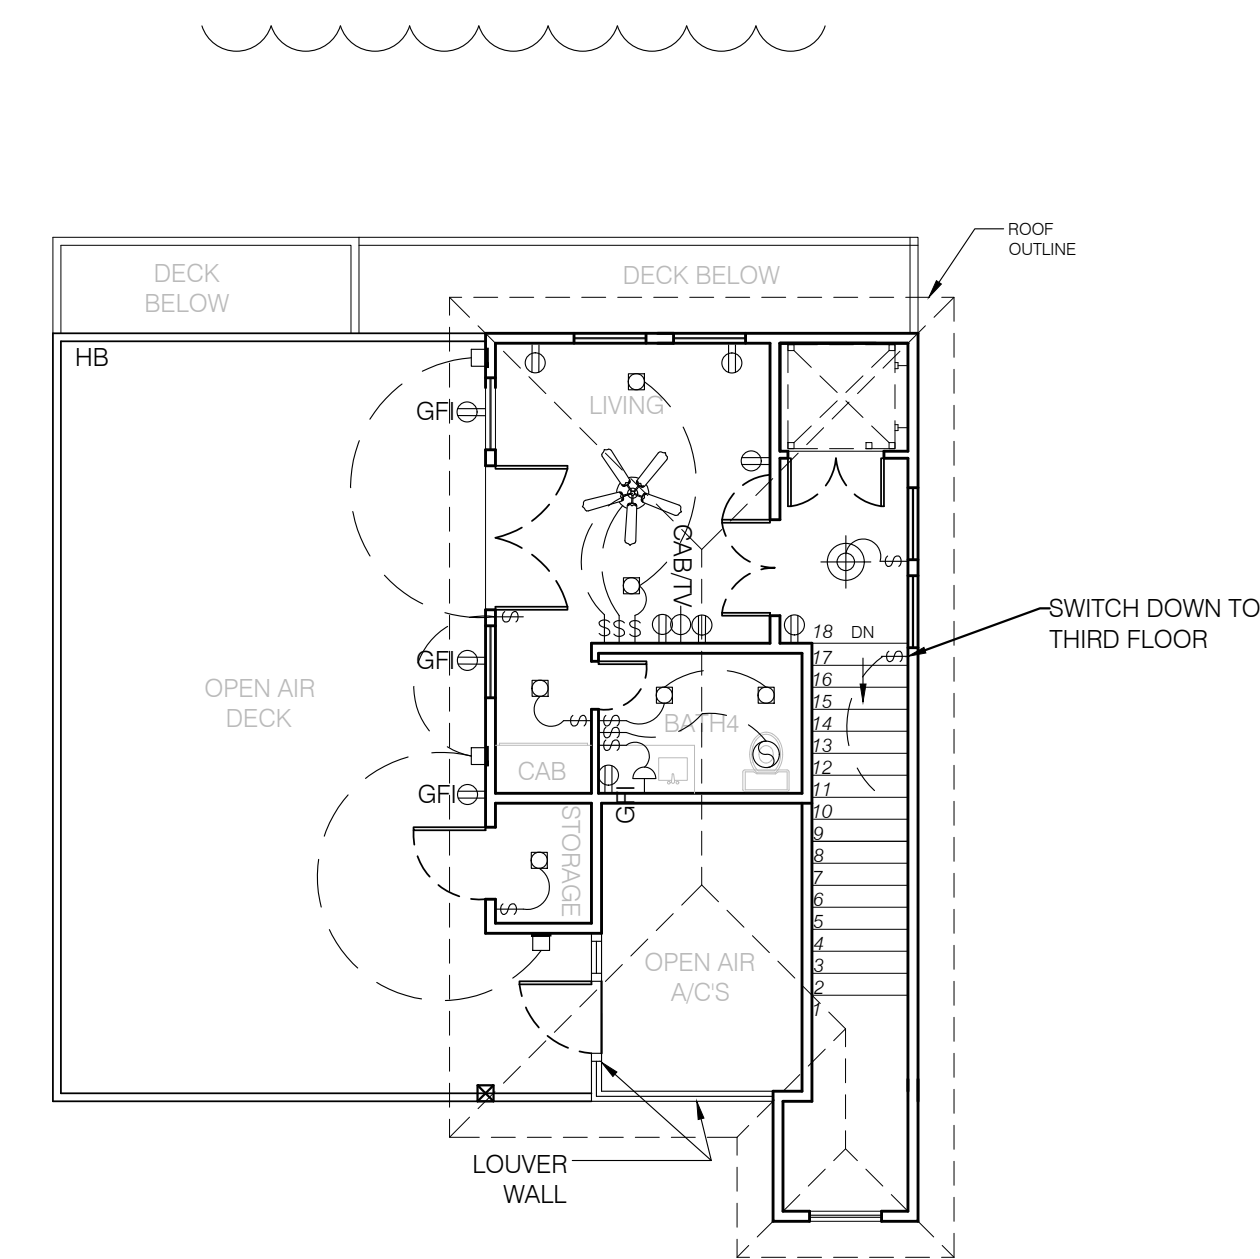 ROOF
OUTLINE
DECK
BELOW
DECK BELOW
HB
GFI
LIVING
CAB/TV
SWITCH DOWN TO
THIRD FLOOR
$
$
$ $ $
18 DN
17
$
16
15
14
13
12
11
10
9
8
7
6
5
4
3
2
1
GFI
OPEN AIR
DECK
BATH4
$
$
$
$
CAB
GFI
GFI
STORAGE
$
OPEN AIR
A/C'S
LOUVER
WALL